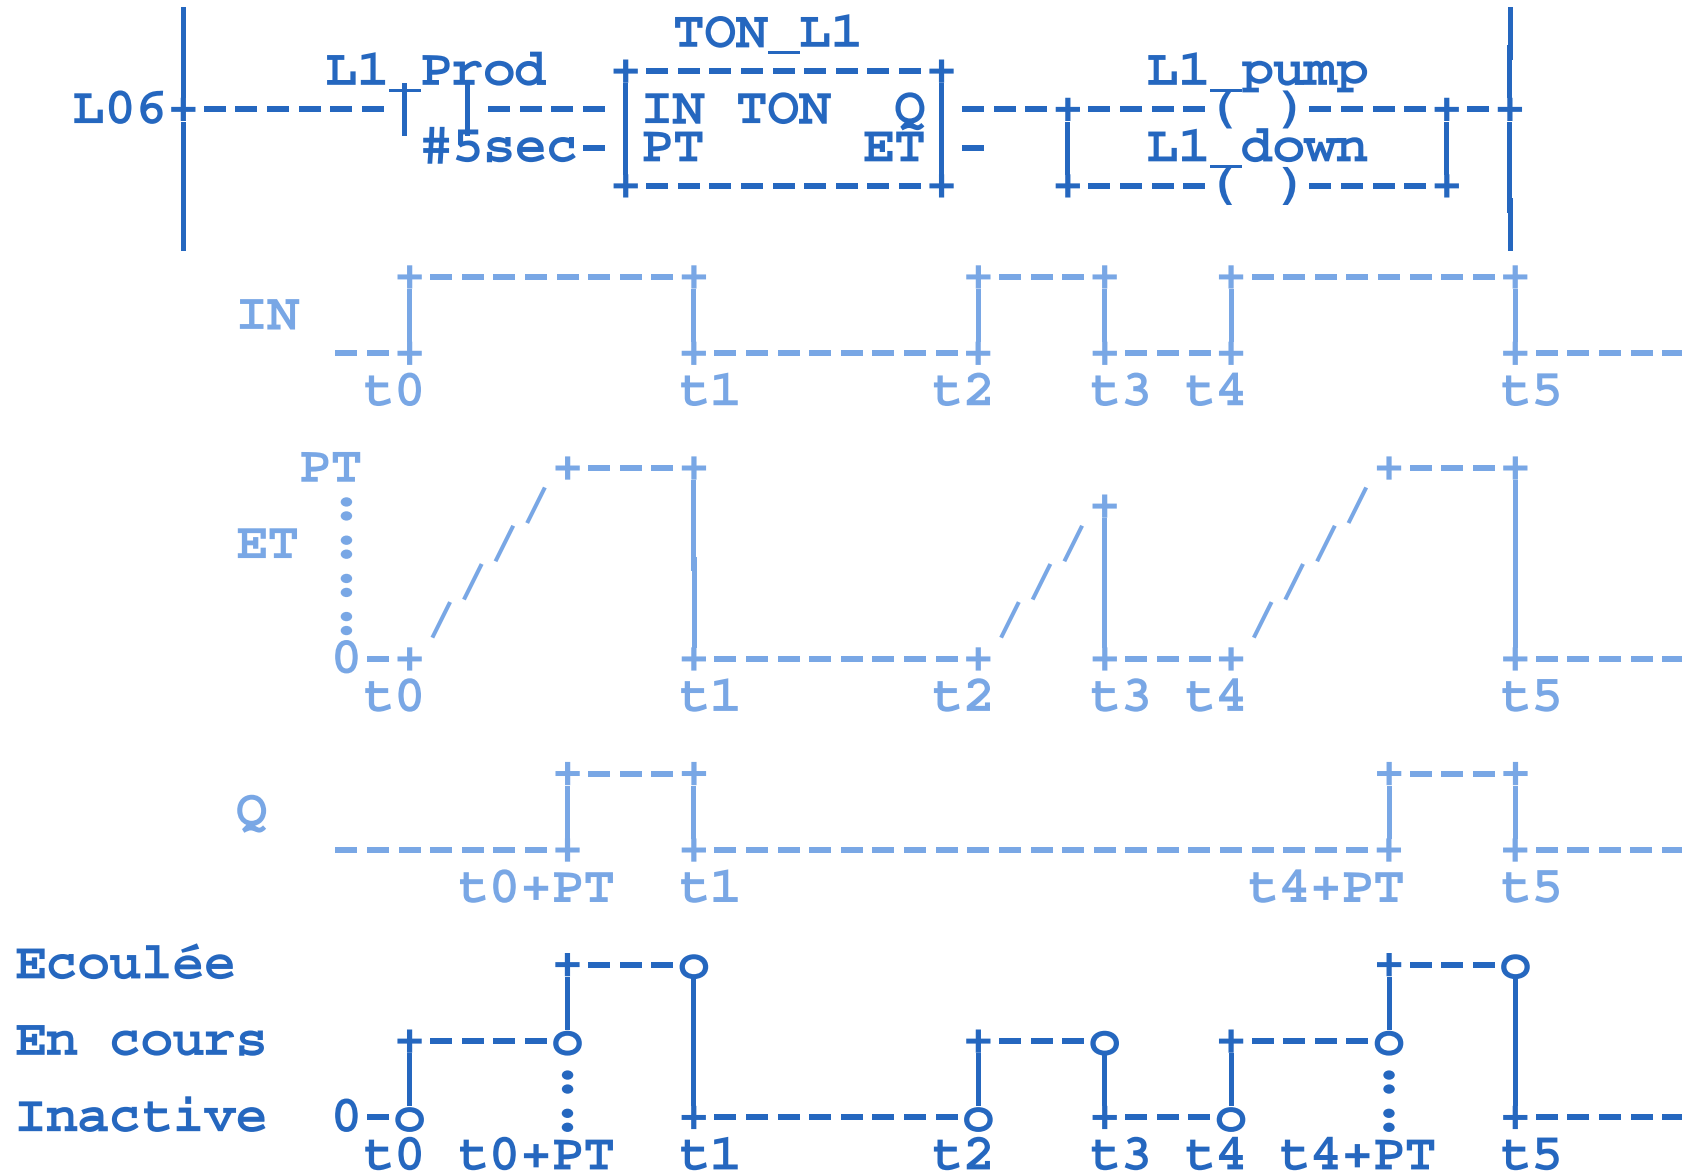 TON_L1
L1_Prod L1_pump
L06 IN TON Q ( )
#5sec PT ET L1_down
( )
IN
t0 t1 t2 t3 t4 t5
PT
ET
0
t0 t1 t2 t3 t4 t5
Q
t0+PT t1 t4+PT t5
Ecoulée
En cours
Inactive 0
t0 t0+PT t1 t2 t3 t4 t4+PT t5